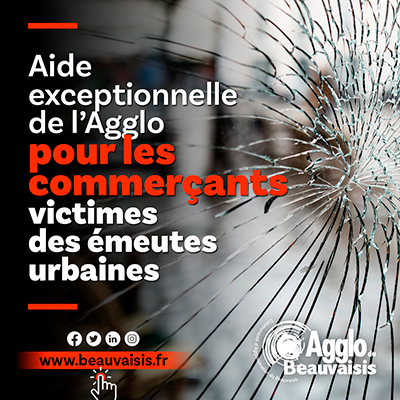 Aide
exceptionnelle
de l'Agglo
pour les
commerçants
victimes
des émeutes
urbaines
www.beauvaisis.fr
Agglo du
Beauvaisis